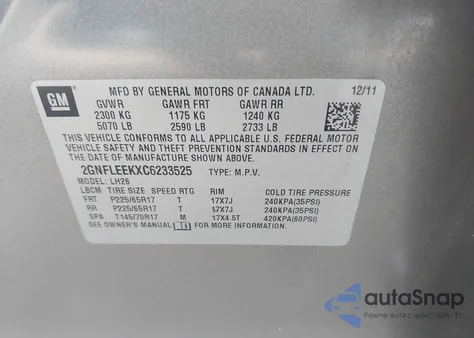 GM
MFD BY GENERAL MOTORS OF CANADA LTD. 12/11
GVWR GAWR FRT GAWR RR
2300 KG 1175 KG 1240 KG
5070 LB 2590 LB 2733 LB
THIS VEHICLE CONFORMS TO ALL APPLICABLE U.S. FEDERAL MOTOR
VEHICLE SAFETY, BUMPER, AND THEFT PREVENTION STANDARDS IN
EFFECT ON THE DATE OF MANUFACTURE SHOWN ABOVE.
2GNFLEEKXC6233525 TYPE: M.P.V.
MODEL: LH26
LBCM TIRE SIZE SPEED RTG RIM COLD TIRE PRESSURE
FRT P225/65R17 T 17X7J 240KPA(35PSI)
RR P225/65R17 T 17X7J 240KPA(35PSI)
SPA T145/70R17 M 17X4.5T 420KPA(60PSI)
SEE OWNER'S MANUAL FOR MORE INFORMATION.
autoSnap
Pewne auto z